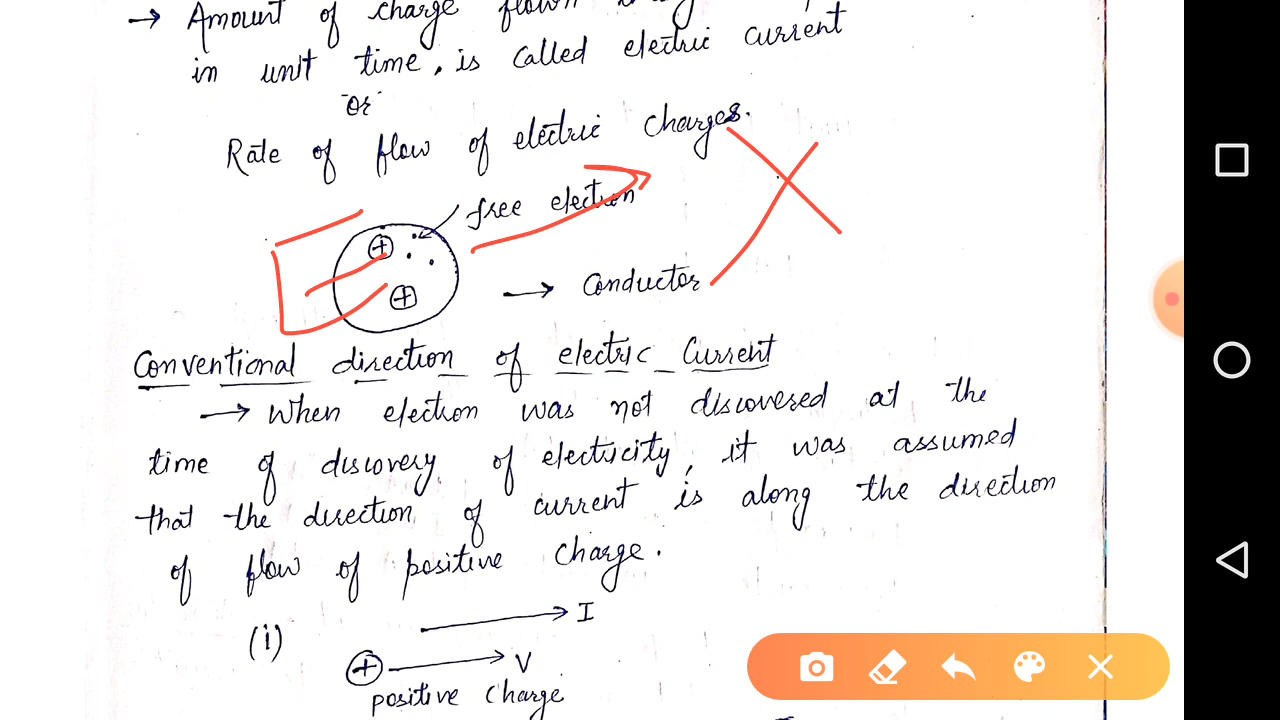 → Amount of charge flown
in unit time, is called electric current
or
Rate of flow of electric charges.
free electron
+
+
→ Conductor
Conventional direction of electric Current
→ When electron was not discovered at the
time of discovery of electricity, it was assumed
that the direction of current is along the direction
of flow of positive charge.
(i)
→ I
+ → V
positive charge